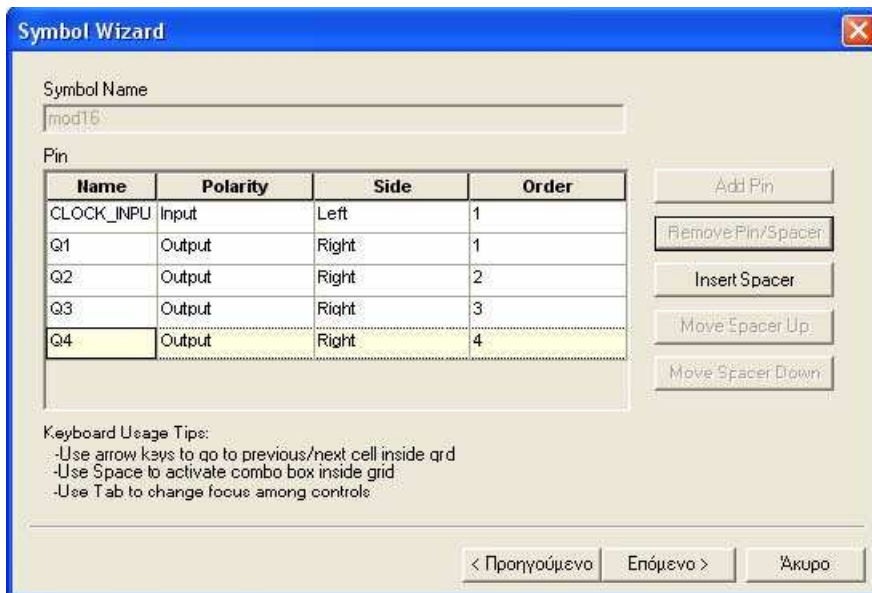 Symbol Wizard
Symbol Name
mod16
Pin
Name Polarity Side Order
CLOCK_INPU Input Left 1
Q1 Output Right 1
Q2 Output Right 2
Q3 Output Right 3
Q4 Output Right 4
Add Pin
Remove Pin/Spacer
Insert Spacer
Move Spacer Up
Move Spacer Down
Keyboard Usage Tips:
-Use arrow keys to go to previous/next cell inside grid
-Use Space to activate combo box inside grid
-Use Tab to change focus among controls
< Προηγούμενο Επόμενο > Άκυρο